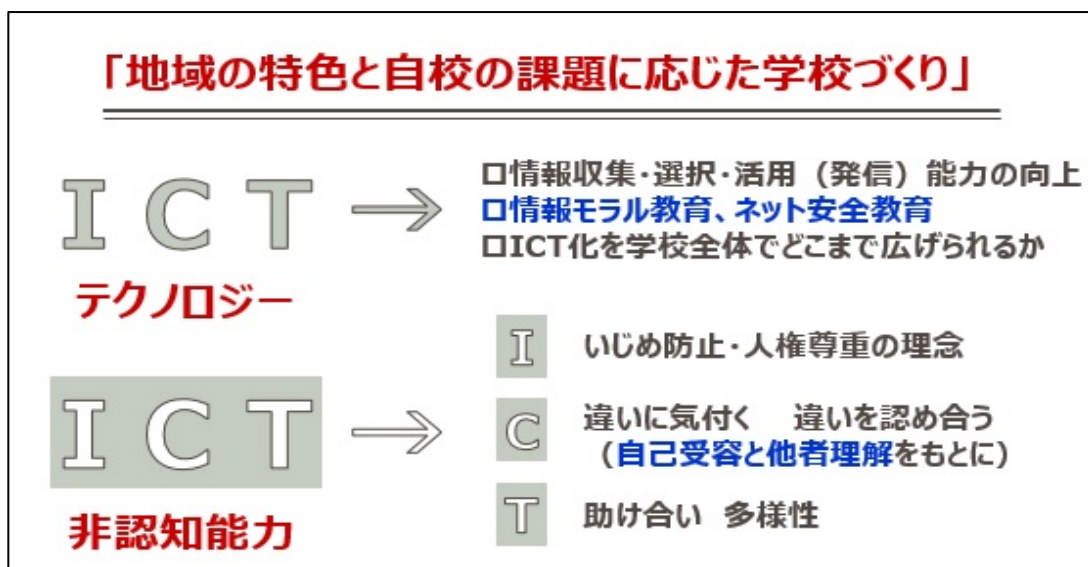 「地域の特色と自校の課題に応じた学校づくり」
ICT
テクノロジー
□情報収集・選択・活用（発信）能力の向上
□情報モラル教育、ネット安全教育
□ICT化を学校全体でどこまで広げられるか
ICT
非認知能力
I いじめ防止・人権尊重の理念
C 違いに気付く　違いを認め合う
（自己受容と他者理解をもとに）
T 助け合い 多様性